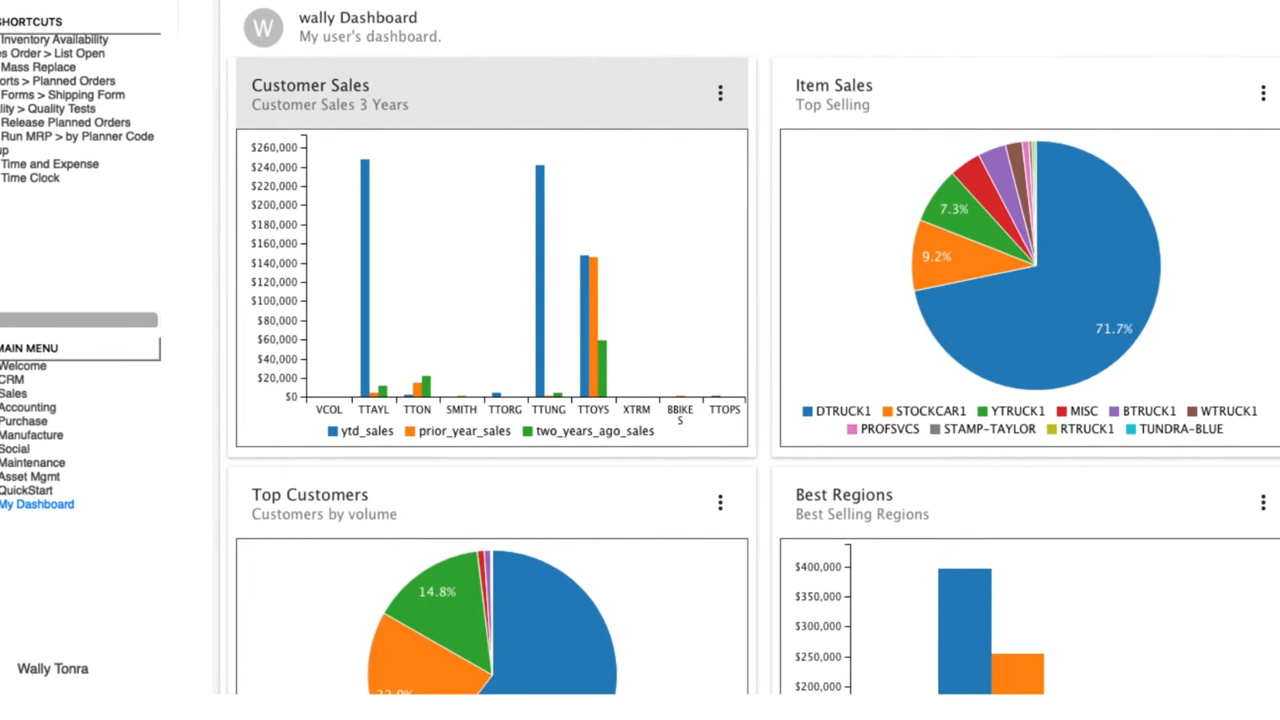 SHORTCUTS
Inventory Availability
es Order > List Open
Mass Replace
orts > Planned Orders
Forms > Shipping Form
lity > Quality Tests
Release Planned Orders
Run MRP > by Planner Code
up
Time and Expense
Time Clock
MAIN MENU
Welcome
CRM
Sales
Accounting
Purchase
Manufacture
Social
Maintenance
Asset Mgmt
QuickStart
My Dashboard
Wally Tonra
W
wally Dashboard
My user's dashboard.
Customer Sales
Customer Sales 3 Years
$260,000
$240,000
$220,000
$200,000
$180,000
$160,000
$140,000
$120,000
$100,000
$80,000
$60,000
$40,000
$20,000
$0
VCOL TTAYL TTON SMITH TTORG TTUNG TTOYS XTRM BBIKE TTOPS
S
ytd_sales prior_year_sales two_years_ago_sales
Item Sales
Top Selling
7.3%
9.2%
71.7%
DTRUCK1 STOCKCAR1 YTRUCK1 MISC BTRUCK1 WTRUCK1
PROFSVCS STAMP-TAYLOR RTRUCK1 TUNDRA-BLUE
Top Customers
Customers by volume
14.8%
Best Regions
Best Selling Regions
$400,000
$350,000
$300,000
$250,000
$200,000